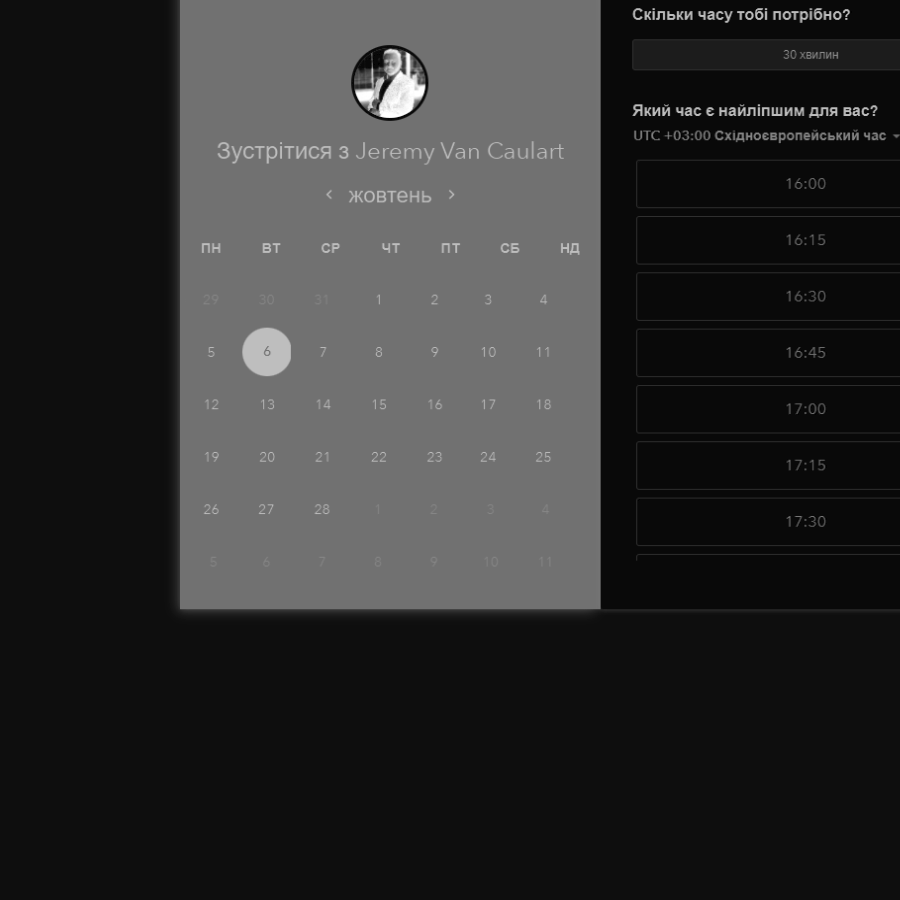 Зустрітися з Jeremy Van Caulart
жовтень
ПН ВТ СР ЧТ ПТ СБ НД
29 30 31 1 2 3 4
5 6 7 8 9 10 11
12 13 14 15 16 17 18
19 20 21 22 23 24 25
26 27 28 1 2 3 4
5 6 7 8 9 10 11
Скільки часу тобі потрібно?
30 хвилин
Який час є найліпшим для вас?
UTC +03:00 Східноєвропейський час
16:00
16:15
16:30
16:45
17:00
17:15
17:30